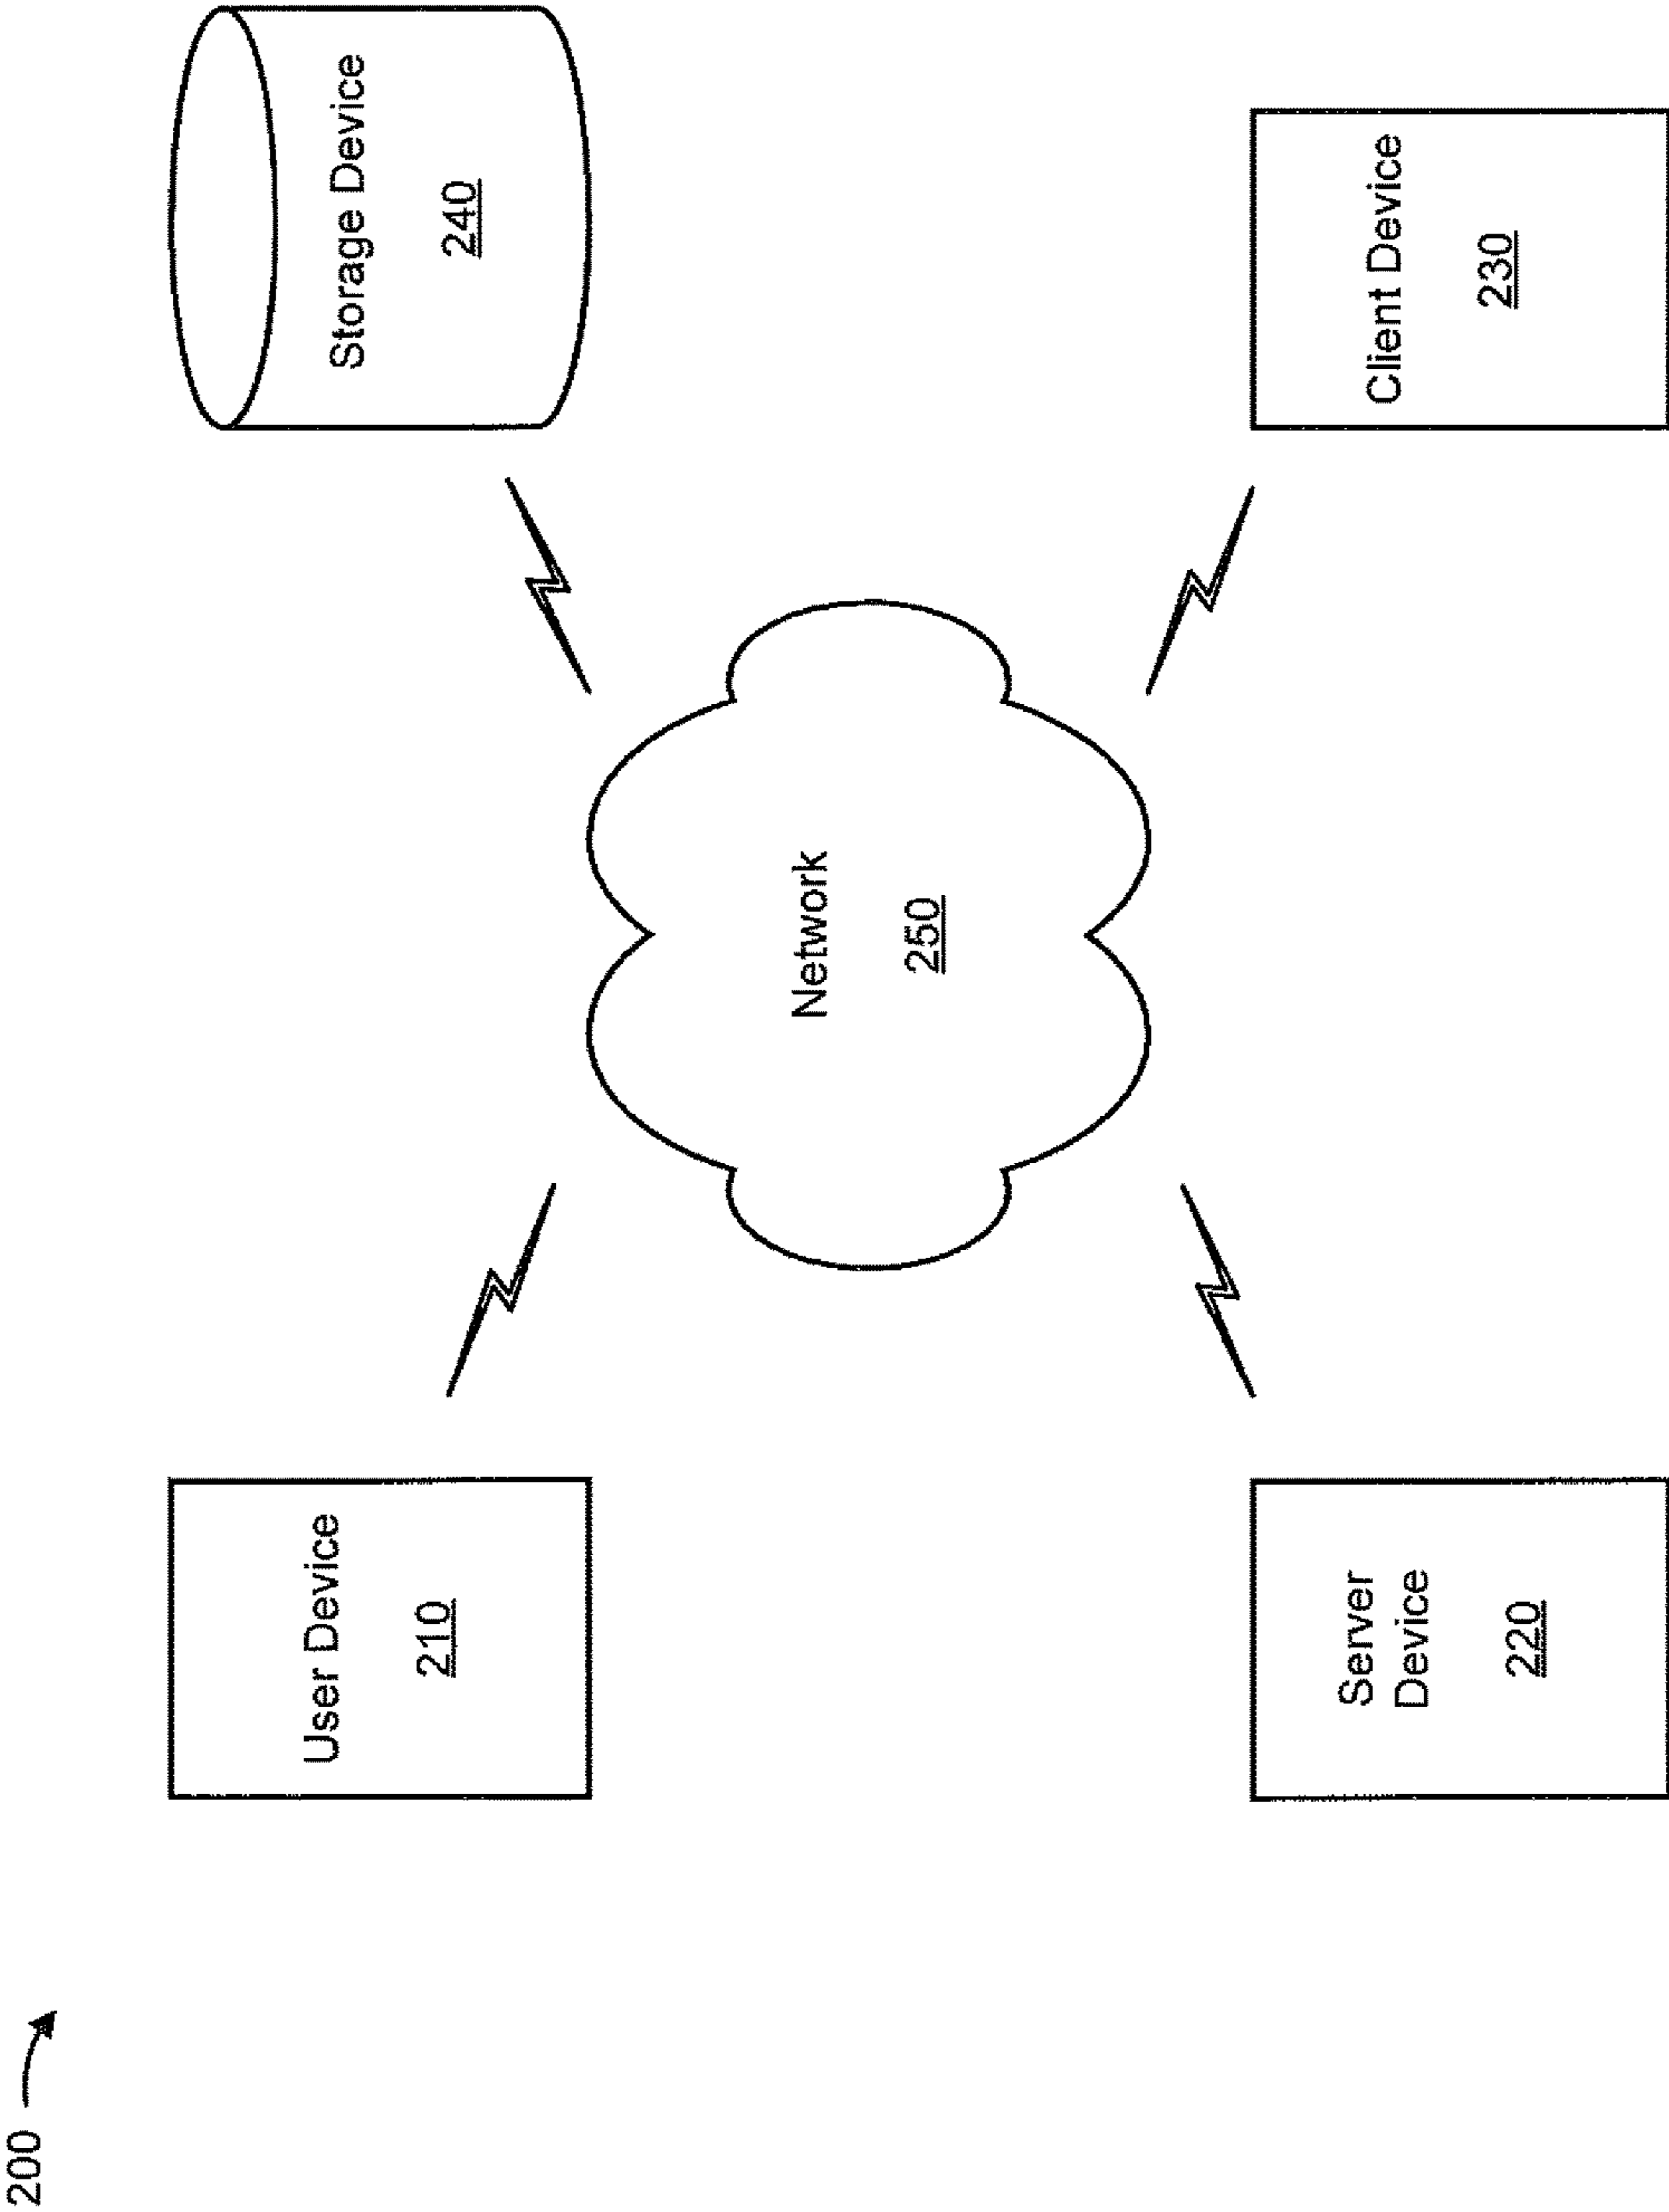 200
User Device
210
Storage Device
240
Network
250
Server
Device
220
Client Device
230